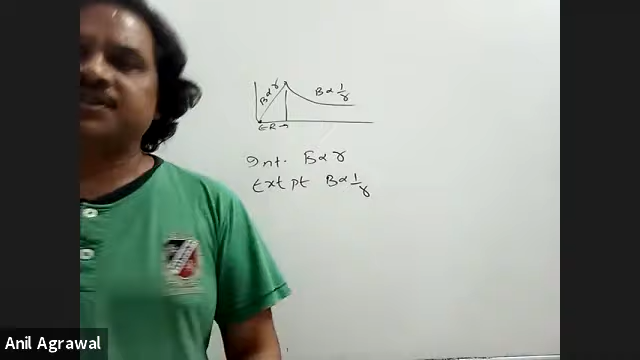 B ∝ r
B ∝ 1/r
←R→
Int. B ∝ r
Ext pt B ∝ 1/r
Anil Agrawal